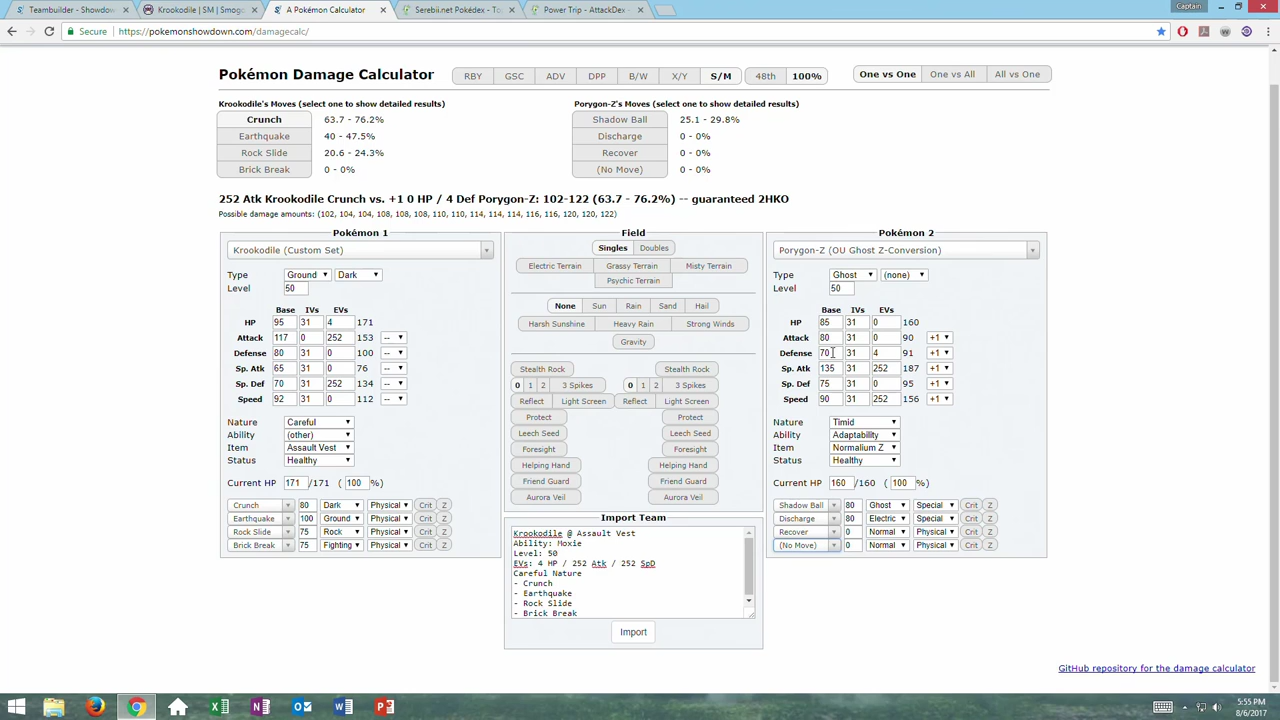 Teambuilder - Showdow
Krookodile | SM | Smogo
A Pokémon Calculator
Serebii.net Pokédex - To
Power Trip - AttackDex -
Captain
Secure
https://pokemonshowdown.com/damagecalc/
Pokémon Damage Calculator
RBY GSC ADV DPP B/W X/Y S/M 48th 100%
One vs One One vs All All vs One
Krookodile's Moves (select one to show detailed results)
Crunch 63.7 - 76.2%
Earthquake 40 - 47.5%
Rock Slide 20.6 - 24.3%
Brick Break 0 - 0%
Porygon-Z's Moves (select one to show detailed results)
Shadow Ball 25.1 - 29.8%
Discharge 0 - 0%
Recover 0 - 0%
(No Move) 0 - 0%
252 Atk Krookodile Crunch vs. +1 0 HP / 4 Def Porygon-Z: 102-122 (63.7 - 76.2%) -- guaranteed 2HKO
Possible damage amounts: (102, 104, 104, 108, 108, 108, 110, 110, 114, 114, 114, 116, 116, 120, 120, 122)
Pokémon 1
Krookodile (Custom Set)
Type Ground Dark
Level 50
Base IVs EVs
HP 95 31 4 171
Attack 117 0 252 153 --
Defense 80 31 0 100 --
Sp. Atk 65 31 0 76 --
Sp. Def 70 31 252 134 --
Speed 92 31 0 112 --
Nature Careful
Ability (other)
Item Assault Vest
Status Healthy
Current HP 171 /171 ( 100 %)
Crunch 80 Dark Physical Crit Z
Earthquake 100 Ground Physical Crit Z
Rock Slide 75 Rock Physical Crit Z
Brick Break 75 Fighting Physical Crit Z
Field
Singles Doubles
Electric Terrain Grassy Terrain Misty Terrain
Psychic Terrain
None Sun Rain Sand Hail
Harsh Sunshine Heavy Rain Strong Winds
Gravity
Stealth Rock Stealth Rock
0 1 2 3 Spikes 0 1 2 3 Spikes
Reflect Light Screen Reflect Light Screen
Protect Protect
Leech Seed Leech Seed
Foresight Foresight
Helping Hand Helping Hand
Friend Guard Friend Guard
Aurora Veil Aurora Veil
Import Team
Krookodile @ Assault Vest
Ability: Moxie
Level: 50
EVs: 4 HP / 252 Atk / 252 SpD
Careful Nature
- Crunch
- Earthquake
- Rock Slide
- Brick Break
Import
Pokémon 2
Porygon-Z (OU Ghost Z-Conversion)
Type Ghost (none)
Level 50
Base IVs EVs
HP 85 31 0 160
Attack 80 31 0 90 +1
Defense 70 31 4 91 +1
Sp. Atk 135 31 252 187 +1
Sp. Def 75 31 0 95 +1
Speed 90 31 252 156 +1
Nature Timid
Ability Adaptability
Item Normalium Z
Status Healthy
Current HP 160 /160 ( 100 %)
Shadow Ball 80 Ghost Special Crit Z
Discharge 80 Electric Special Crit Z
Recover 0 Normal Physical Crit Z
(No Move) 0 Normal Physical Crit Z
GitHub repository for the damage calculator
5:55 PM
8/6/2017